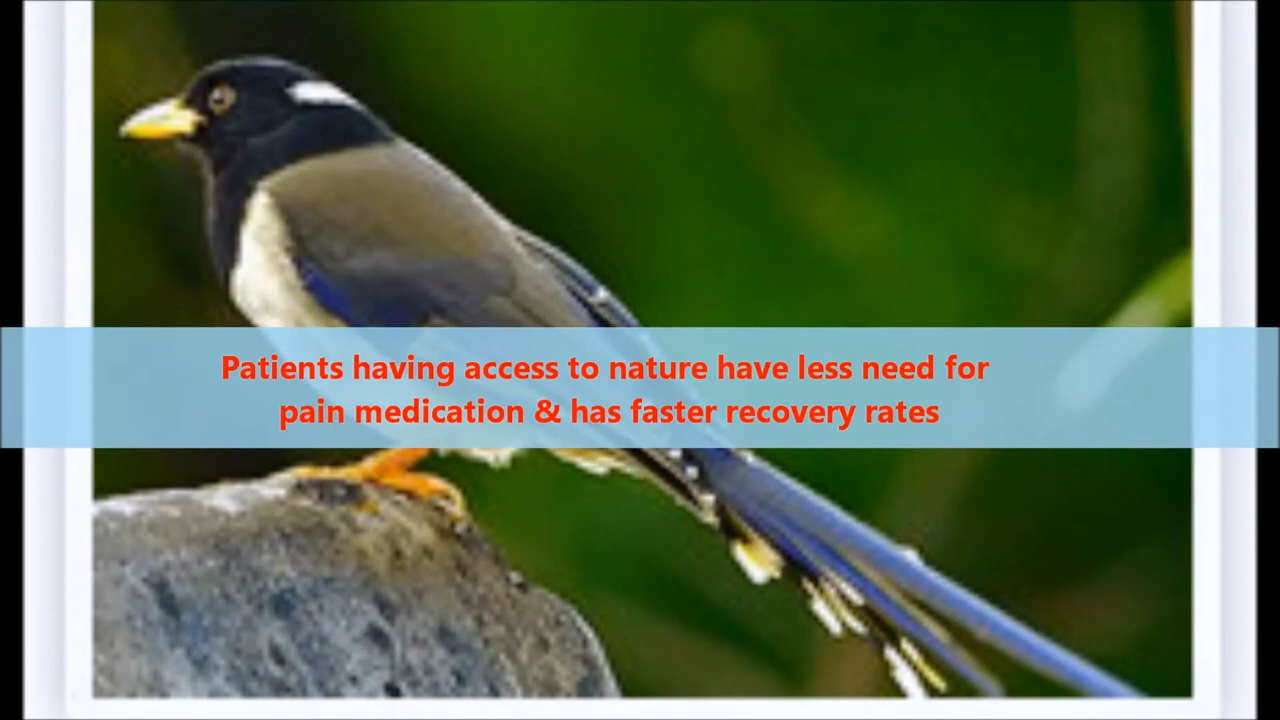 Patients having access to nature have less need for
pain medication & has faster recovery rates